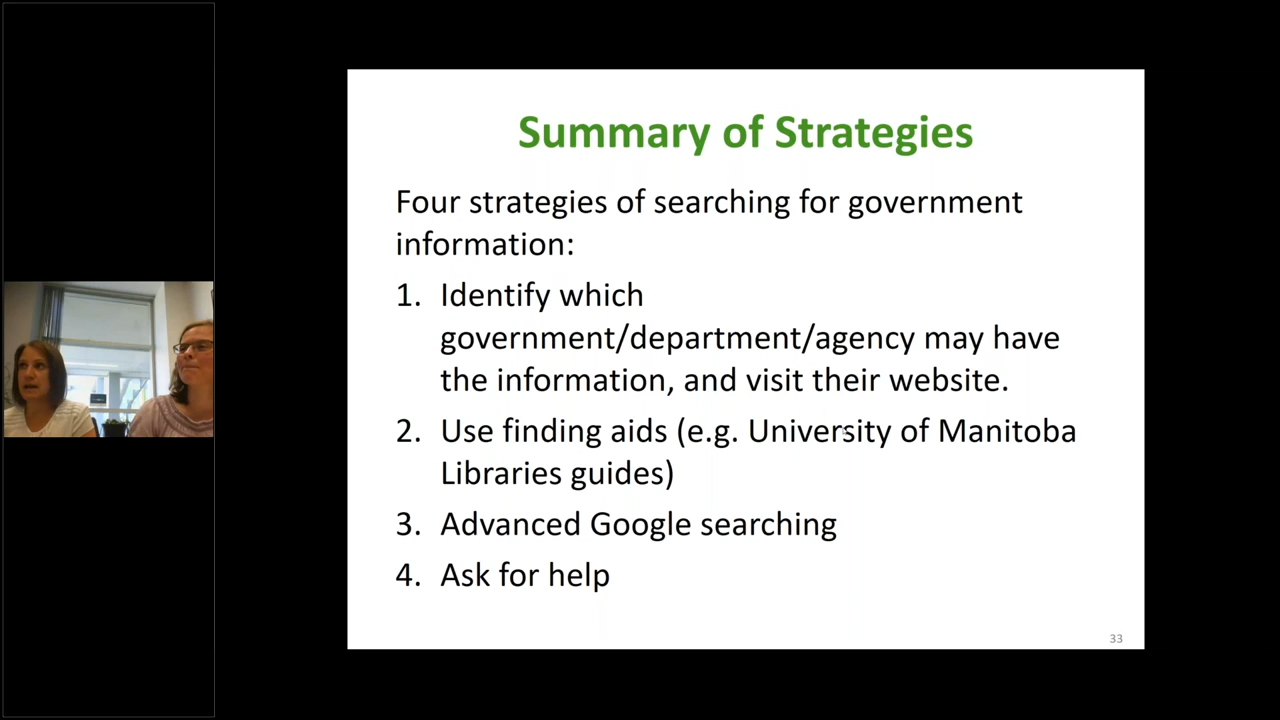 Summary of Strategies
Four strategies of searching for government
information:
1. Identify which
government/department/agency may have
the information, and visit their website.
2. Use finding aids (e.g. University of Manitoba
Libraries guides)
3. Advanced Google searching
4. Ask for help
33